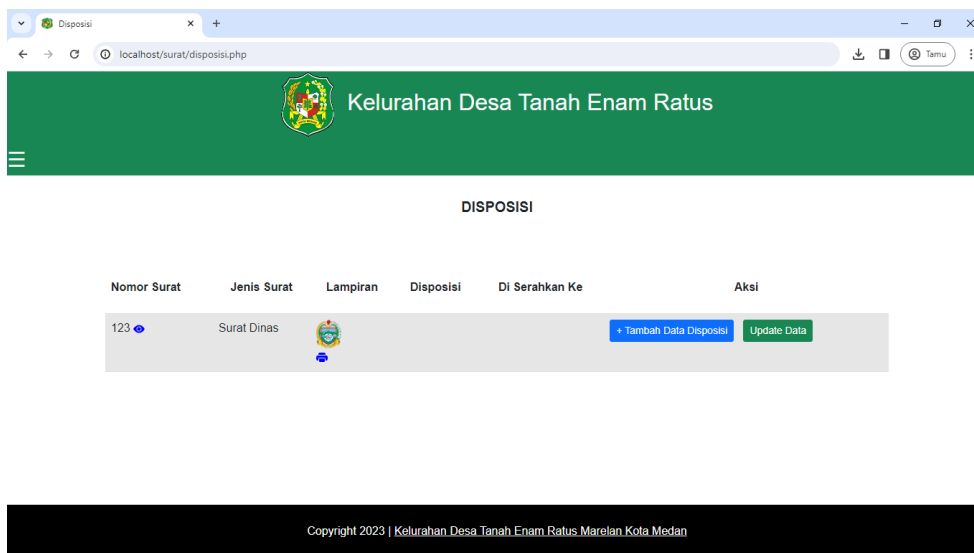 Disposisi
localhost/surat/disposisi.php
Tamu
Kelurahan Desa Tanah Enam Ratus
DISPOSISI
Nomor Surat Jenis Surat Lampiran Disposisi Di Serahkan Ke Aksi
123 Surat Dinas + Tambah Data Disposisi Update Data
Copyright 2023 | Kelurahan Desa Tanah Enam Ratus Marelan Kota Medan